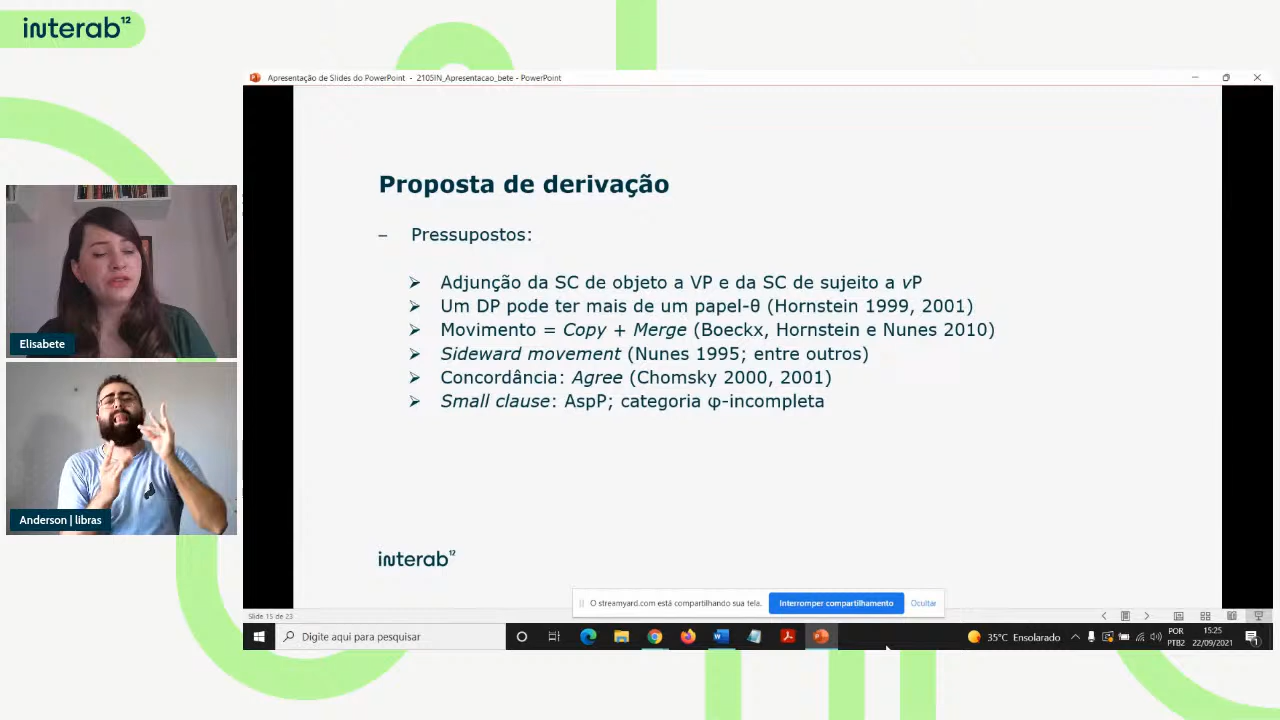 interab¹²
Apresentação de Slides do PowerPoint - 2105IN_Apresentacao_bete - PowerPoint
Proposta de derivação
– Pressupostos:
➢ Adjunção da SC de objeto a VP e da SC de sujeito a vP
➢ Um DP pode ter mais de um papel-θ (Hornstein 1999, 2001)
➢ Movimento = Copy + Merge (Boeckx, Hornstein e Nunes 2010)
➢ Sideward movement (Nunes 1995; entre outros)
➢ Concordância: Agree (Chomsky 2000, 2001)
➢ Small clause: AspP; categoria φ-incompleta
Elisabete
Anderson | libras
interab¹²
O streamyard.com está compartilhando sua tela.
Interromper compartilhamento
Ocultar
Slide 15 de 23
Digite aqui para pesquisar
35°C Ensolarado
POR
PTB2
15:25
22/09/2021